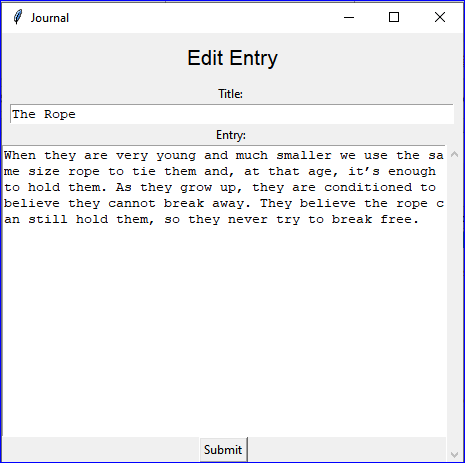 Journal
Edit Entry
Title:
The Rope
Entry:
When they are very young and much smaller we use the sa
me size rope to tie them and, at that age, it’s enough
to hold them. As they grow up, they are conditioned to
believe they cannot break away. They believe the rope c
an still hold them, so they never try to break free.
Submit